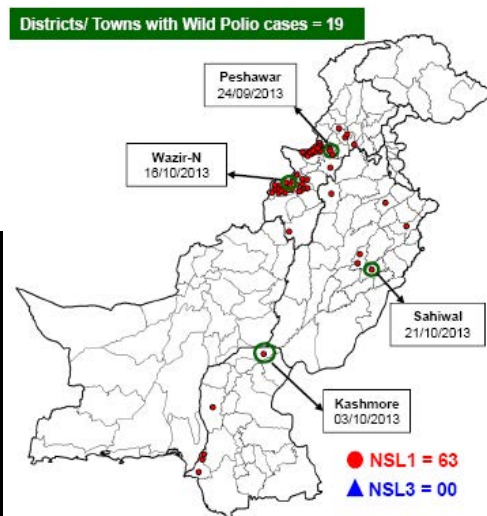 Districts/ Towns with Wild Polio cases = 19
Peshawar
24/09/2013
Wazir-N
16/10/2013
Sahiwal
21/10/2013
Kashmore
03/10/2013
NSL1 = 63
NSL3 = 00